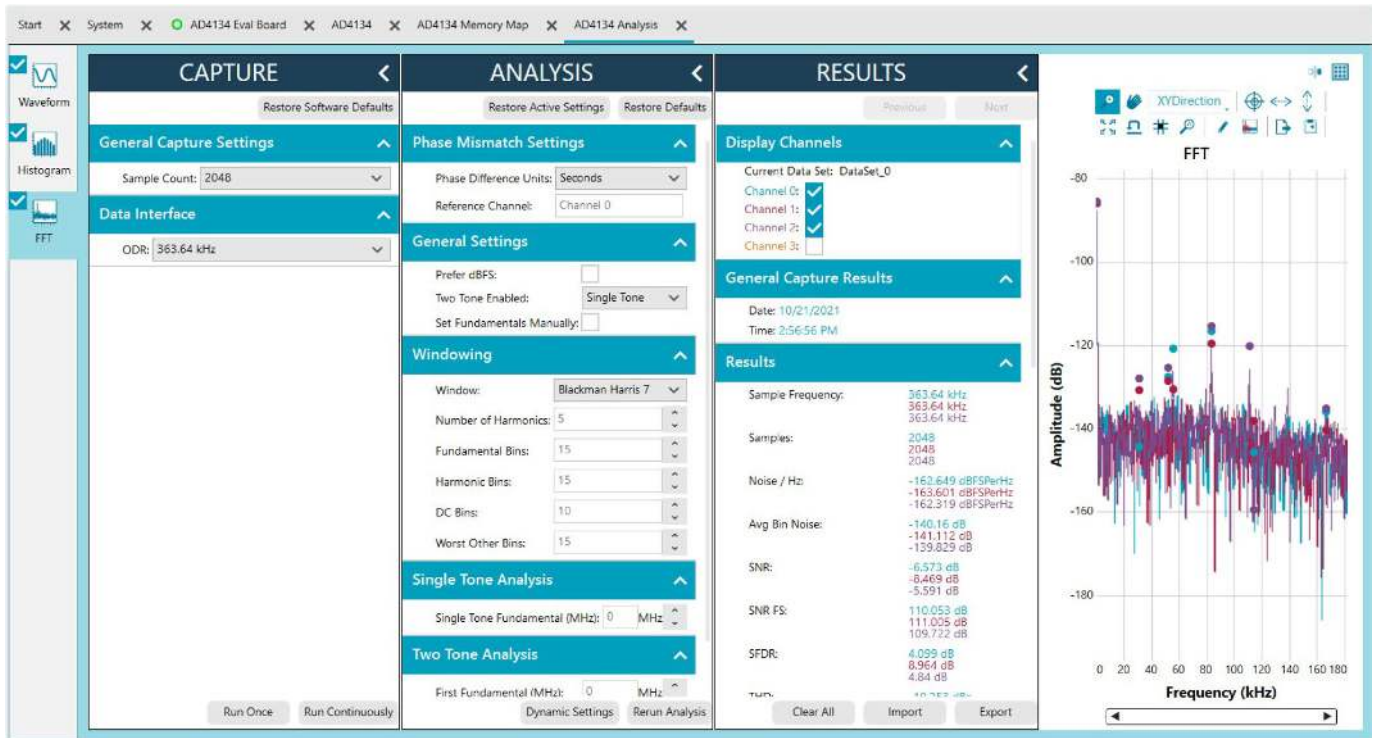 Start System AD4134 Eval Board AD4134 AD4134 Memory Map AD4134 Analysis
Waveform
Histogram
FFT
CAPTURE
Restore Software Defaults
General Capture Settings
Sample Count: 2048
Data Interface
ODR: 363.64 kHz
Run Once Run Continuously
ANALYSIS
Restore Active Settings Restore Defaults
Phase Mismatch Settings
Phase Difference Units: Seconds
Reference Channel: Channel 0
General Settings
Prefer dBFS:
Two Tone Enabled: Single Tone
Set Fundamentals Manually:
Windowing
Window: Blackman Harris 7
Number of Harmonics: 5
Fundamental Bins: 15
Harmonic Bins: 15
DC Bins: 10
Worst Other Bins: 15
Single Tone Analysis
Single Tone Fundamental (MHz): 0 MHz
Two Tone Analysis
First Fundamental (MHz): 0 MHz
Dynamic Settings Rerun Analysis
RESULTS
Previous Next
Display Channels
Current Data Set: DataSet_0
Channel 0:
Channel 1:
Channel 2:
Channel 3:
General Capture Results
Date: 10/21/2021
Time: 2:56:56 PM
Results
Sample Frequency: 363.64 kHz
363.64 kHz
363.64 kHz
Samples: 2048
2048
2048
Noise / Hz: -162.649 dBFSPerHz
-163.601 dBFSPerHz
-162.319 dBFSPerHz
Avg Bin Noise: -140.16 dB
-141.112 dB
-139.829 dB
SNR: -6.573 dB
-8.469 dB
-5.591 dB
SNR FS: 110.053 dB
111.005 dB
109.722 dB
SFDR: 4.099 dB
8.964 dB
4.84 dB
Clear All Import Export
XYDirection
FFT
-80
-100
-120
-140
-160
-180
Amplitude (dB)
0 20 40 60 80 100 120 140 160 180
Frequency (kHz)